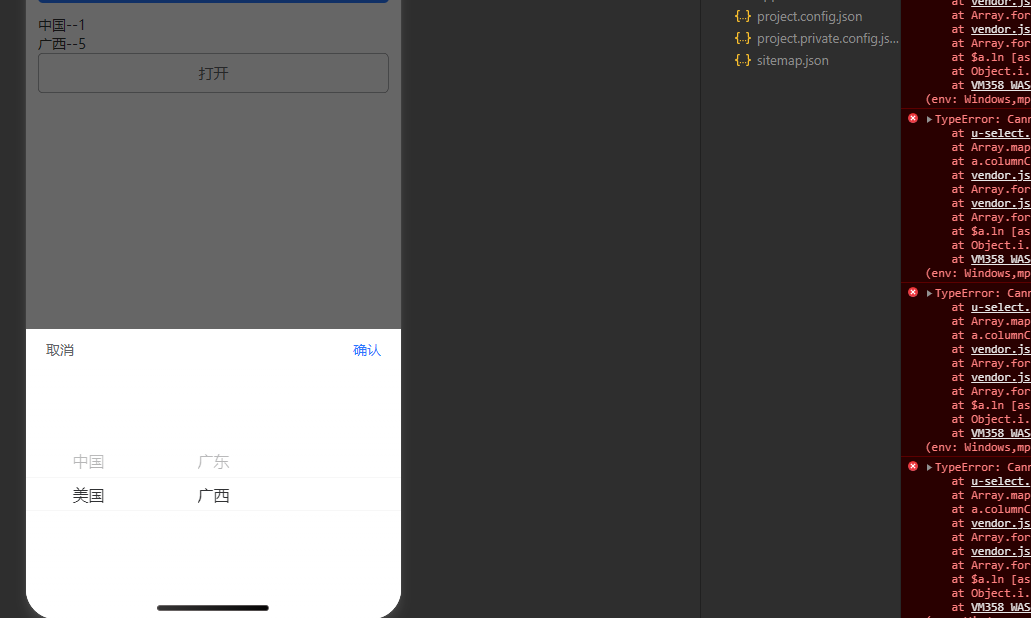 中国--1
广西--5
打开
取消
确认
中国 广东
美国 广西
{..} project.config.json
{..} project.private.config.js...
{..} sitemap.json
at vendor.js
at Array.for
at vendor.js
at Array.for
at $a.ln [as
at Object.i.
at VM358 WAS
(env: Windows,mp
TypeError: Cann
at u-select.
at Array.map
at a.columnC
at vendor.js
at Array.for
at vendor.js
at Array.for
at $a.ln [as
at Object.i.
at VM358 WAS
(env: Windows,mp
TypeError: Cann
at u-select.
at Array.map
at a.columnC
at vendor.js
at Array.for
at vendor.js
at Array.for
at $a.ln [as
at Object.i.
at VM358 WAS
(env: Windows,mp
TypeError: Cann
at u-select.
at Array.map
at a.columnC
at vendor.js
at Array.for
at vendor.js
at Array.for
at $a.ln [as
at Object.i.
at VM358 WAS